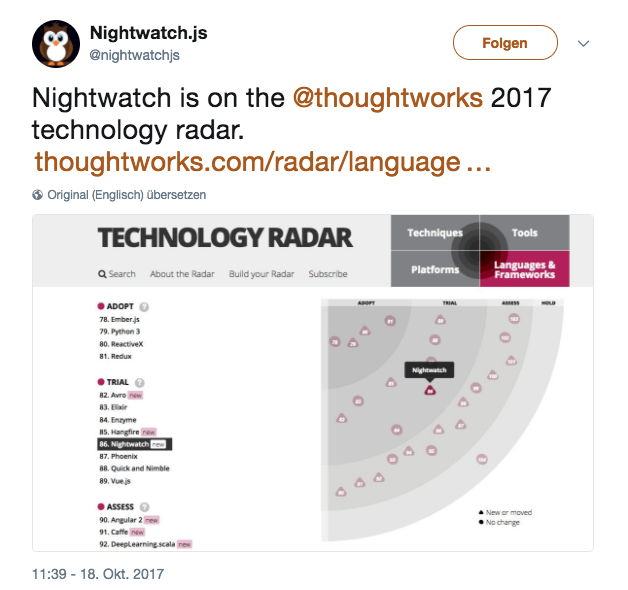 Nightwatch.js
@nightwatchjs
Folgen
Nightwatch is on the @thoughtworks 2017
technology radar.
thoughtworks.com/radar/language …
Original (Englisch) übersetzen
TECHNOLOGY RADAR
Search About the Radar Build your Radar Subscribe
Techniques Tools
Platforms Languages & Frameworks
ADOPT ?
78. Ember.js
79. Python 3
80. ReactiveX
81. Redux
TRIAL ?
82. Avro new
83. Elixir
84. Enzyme
85. Hangfire new
86. Nightwatch new
87. Phoenix
88. Quick and Nimble
89. Vue.js
ASSESS ?
90. Angular 2 new
91. Caffe new
92. DeepLearning.scala new
ADOPT TRIAL ASSESS HOLD
Nightwatch
New or moved
No change
11:39 - 18. Okt. 2017